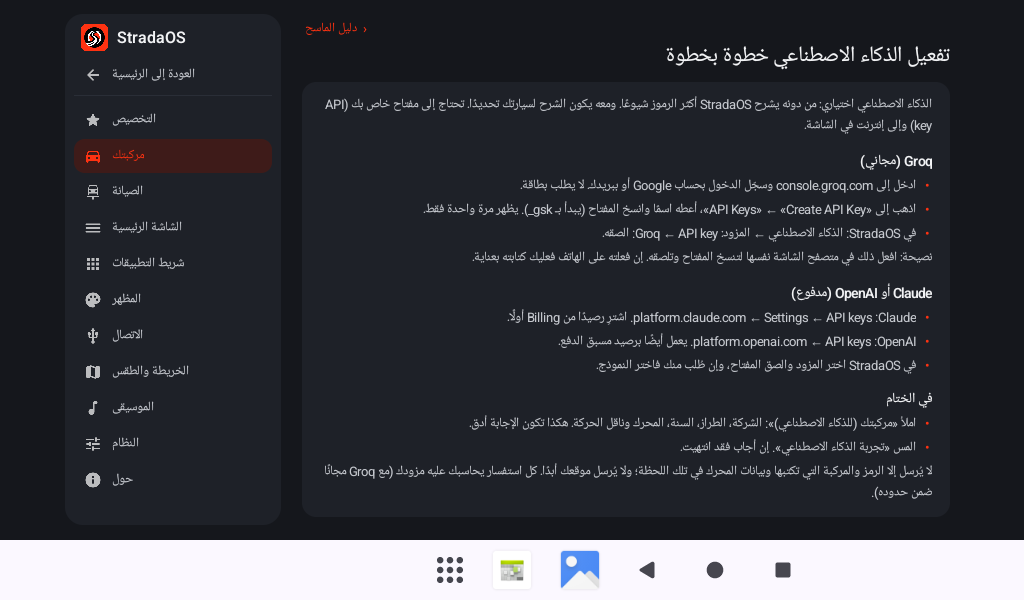 StradaOS
العودة إلى الرئيسية
التخصيص
مركبتك
الصيانة
الشاشة الرئيسية
شريط التطبيقات
المظهر
الاتصال
الخريطة والطقس
الموسيقى
النظام
حول
‹ دليل الماسح
تفعيل الذكاء الاصطناعي خطوة بخطوة
الذكاء الاصطناعي اختياري: من دونه يشرح StradaOS أكثر الرموز شيوعًا. ومعه يكون الشرح لسيارتك تحديدًا. تحتاج إلى مفتاح خاص بك (API
key) وإلى إنترنت في الشاشة.
Groq (مجاني)
• ادخل إلى console.groq.com وسجّل الدخول بحساب Google أو ببريدك. لا يطلب بطاقة.
• اذهب إلى «API Keys» ← «Create API Key»، أعطه اسمًا وانسخ المفتاح (يبدأ بـ gsk_). يظهر مرة واحدة فقط.
• في StradaOS: الذكاء الاصطناعي ← المزود: Groq ← API key: الصقه.
نصيحة: افعل ذلك في متصفح الشاشة نفسها لتنسخ المفتاح وتلصقه. إن فعلته على الهاتف فعليك كتابته بعناية.
Claude أو OpenAI (مدفوع)
• Claude: platform.claude.com ← Settings ← API keys. اشترِ رصيدًا من Billing أولًا.
• OpenAI: platform.openai.com ← API keys. يعمل أيضًا برصيد مسبق الدفع.
• في StradaOS اختر المزود والصق المفتاح، وإن طُلب منك فاختر النموذج.
في الختام
• املأ «مركبتك (للذكاء الاصطناعي)»: الشركة، الطراز، السنة، المحرك وناقل الحركة. هكذا تكون الإجابة أدق.
• المس «تجربة الذكاء الاصطناعي». إن أجاب فقد انتهيت.
لا يُرسل إلا الرمز والمركبة التي تكتبها وبيانات المحرك في تلك اللحظة؛ ولا يُرسل موقعك أبدًا. كل استفسار يحاسبك عليه مزودك (مع Groq مجانًا
ضمن حدوده).